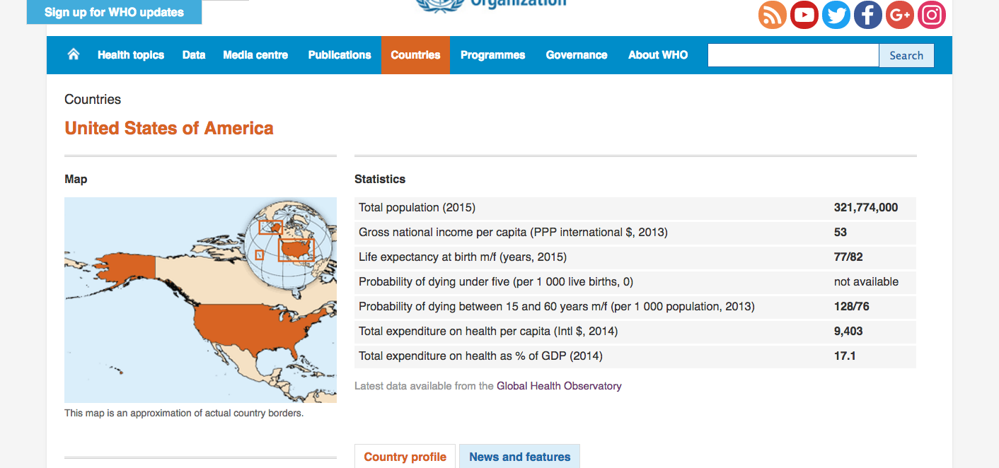 Organization
Sign up for WHO updates
Health topics Data Media centre Publications Countries Programmes Governance About WHO Search
Countries
United States of America
Map
Statistics
Total population (2015) 321,774,000
Gross national income per capita (PPP international $, 2013) 53
Life expectancy at birth m/f (years, 2015) 77/82
Probability of dying under five (per 1 000 live births, 0) not available
Probability of dying between 15 and 60 years m/f (per 1 000 population, 2013) 128/76
Total expenditure on health per capita (Intl $, 2014) 9,403
Total expenditure on health as % of GDP (2014) 17.1
Latest data available from the Global Health Observatory
This map is an approximation of actual country borders.
Country profile News and features